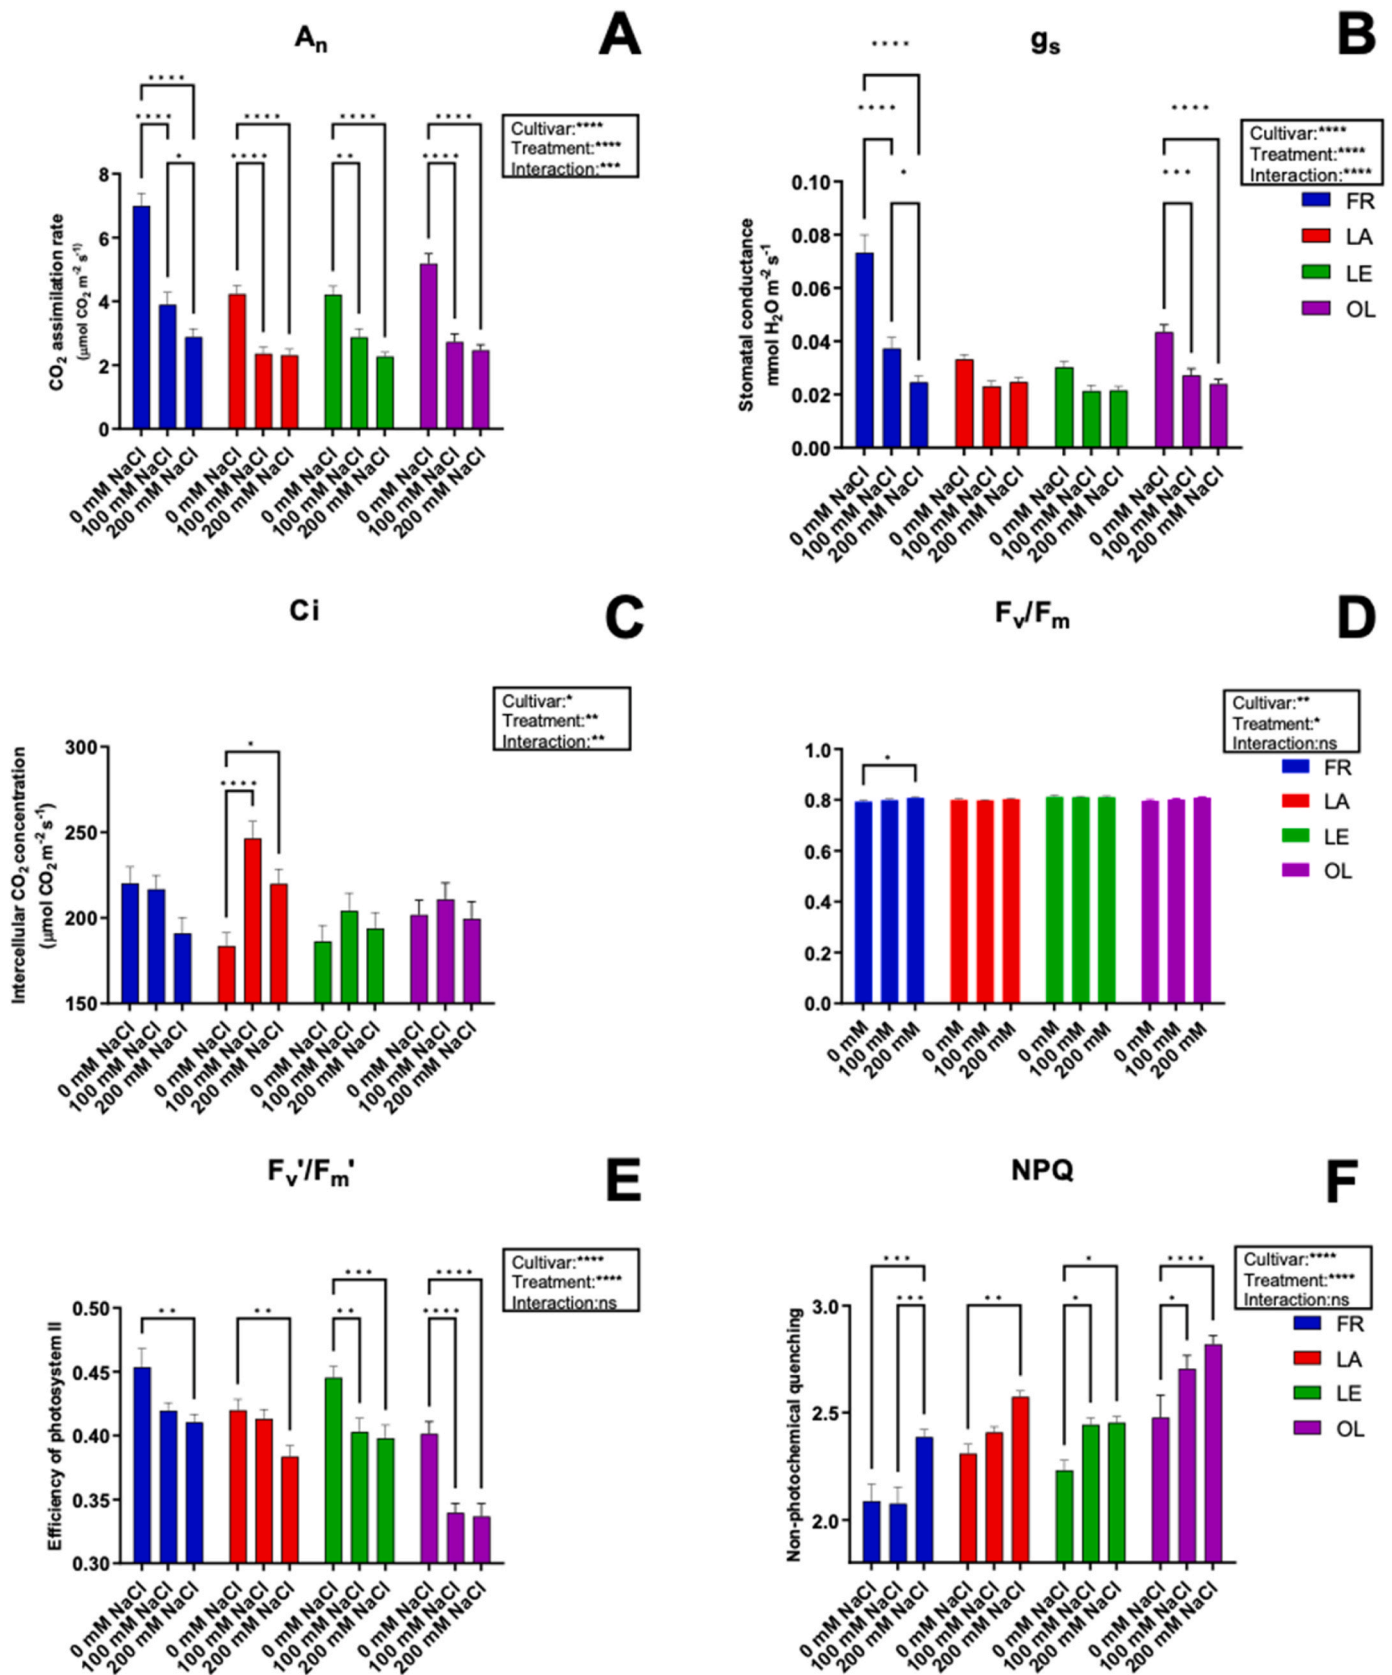 An
A
****
****
*
****
****
****
**
****
****
Cultivar:****
Treatment:****
Interaction:***
CO2 assimilation rate
(μmol CO2 m-2 s-1)
8
6
4
2
0
0 mM NaCl
100 mM NaCl
200 mM NaCl
0 mM NaCl
100 mM NaCl
200 mM NaCl
0 mM NaCl
100 mM NaCl
200 mM NaCl
0 mM NaCl
100 mM NaCl
200 mM NaCl
gs
B
****
****
*
****
***
Cultivar:****
Treatment:****
Interaction:****
FR
LA
LE
OL
Stomatal conductance
mmol H2O m-2 s-1
0.10
0.08
0.06
0.04
0.02
0.00
0 mM NaCl
100 mM NaCl
200 mM NaCl
0 mM NaCl
100 mM NaCl
200 mM NaCl
0 mM NaCl
100 mM NaCl
200 mM NaCl
0 mM NaCl
100 mM NaCl
200 mM NaCl
Ci
C
Cultivar:*
Treatment:**
Interaction:**
*
****
Intercellular CO2 concentration
(μmol CO2 m-2 s-1)
300
250
200
150
0 mM NaCl
100 mM NaCl
200 mM NaCl
0 mM NaCl
100 mM NaCl
200 mM NaCl
0 mM NaCl
100 mM NaCl
200 mM NaCl
0 mM NaCl
100 mM NaCl
200 mM NaCl
Fv/Fm
D
Cultivar:**
Treatment:*
Interaction:ns
FR
LA
LE
OL
*
1.0
0.8
0.6
0.4
0.2
0.0
0 mM
100 mM
200 mM
0 mM
100 mM
200 mM
0 mM
100 mM
200 mM
0 mM
100 mM
200 mM
Fv'/Fm'
E
Cultivar:****
Treatment:****
Interaction:ns
**
**
***
**
****
****
Efficiency of photosystem II
0.50
0.45
0.40
0.35
0.30
0 mM NaCl
100 mM NaCl
200 mM NaCl
0 mM NaCl
100 mM NaCl
200 mM NaCl
0 mM NaCl
100 mM NaCl
200 mM NaCl
0 mM NaCl
100 mM NaCl
200 mM NaCl
NPQ
F
Cultivar:****
Treatment:****
Interaction:ns
FR
LA
LE
OL
***
***
**
*
*
****
*
Non-photochemical quenching
3.0
2.5
2.0
0 mM NaCl
100 mM NaCl
200 mM NaCl
0 mM NaCl
100 mM NaCl
200 mM NaCl
0 mM NaCl
100 mM NaCl
200 mM NaCl
0 mM NaCl
100 mM NaCl
200 mM NaCl